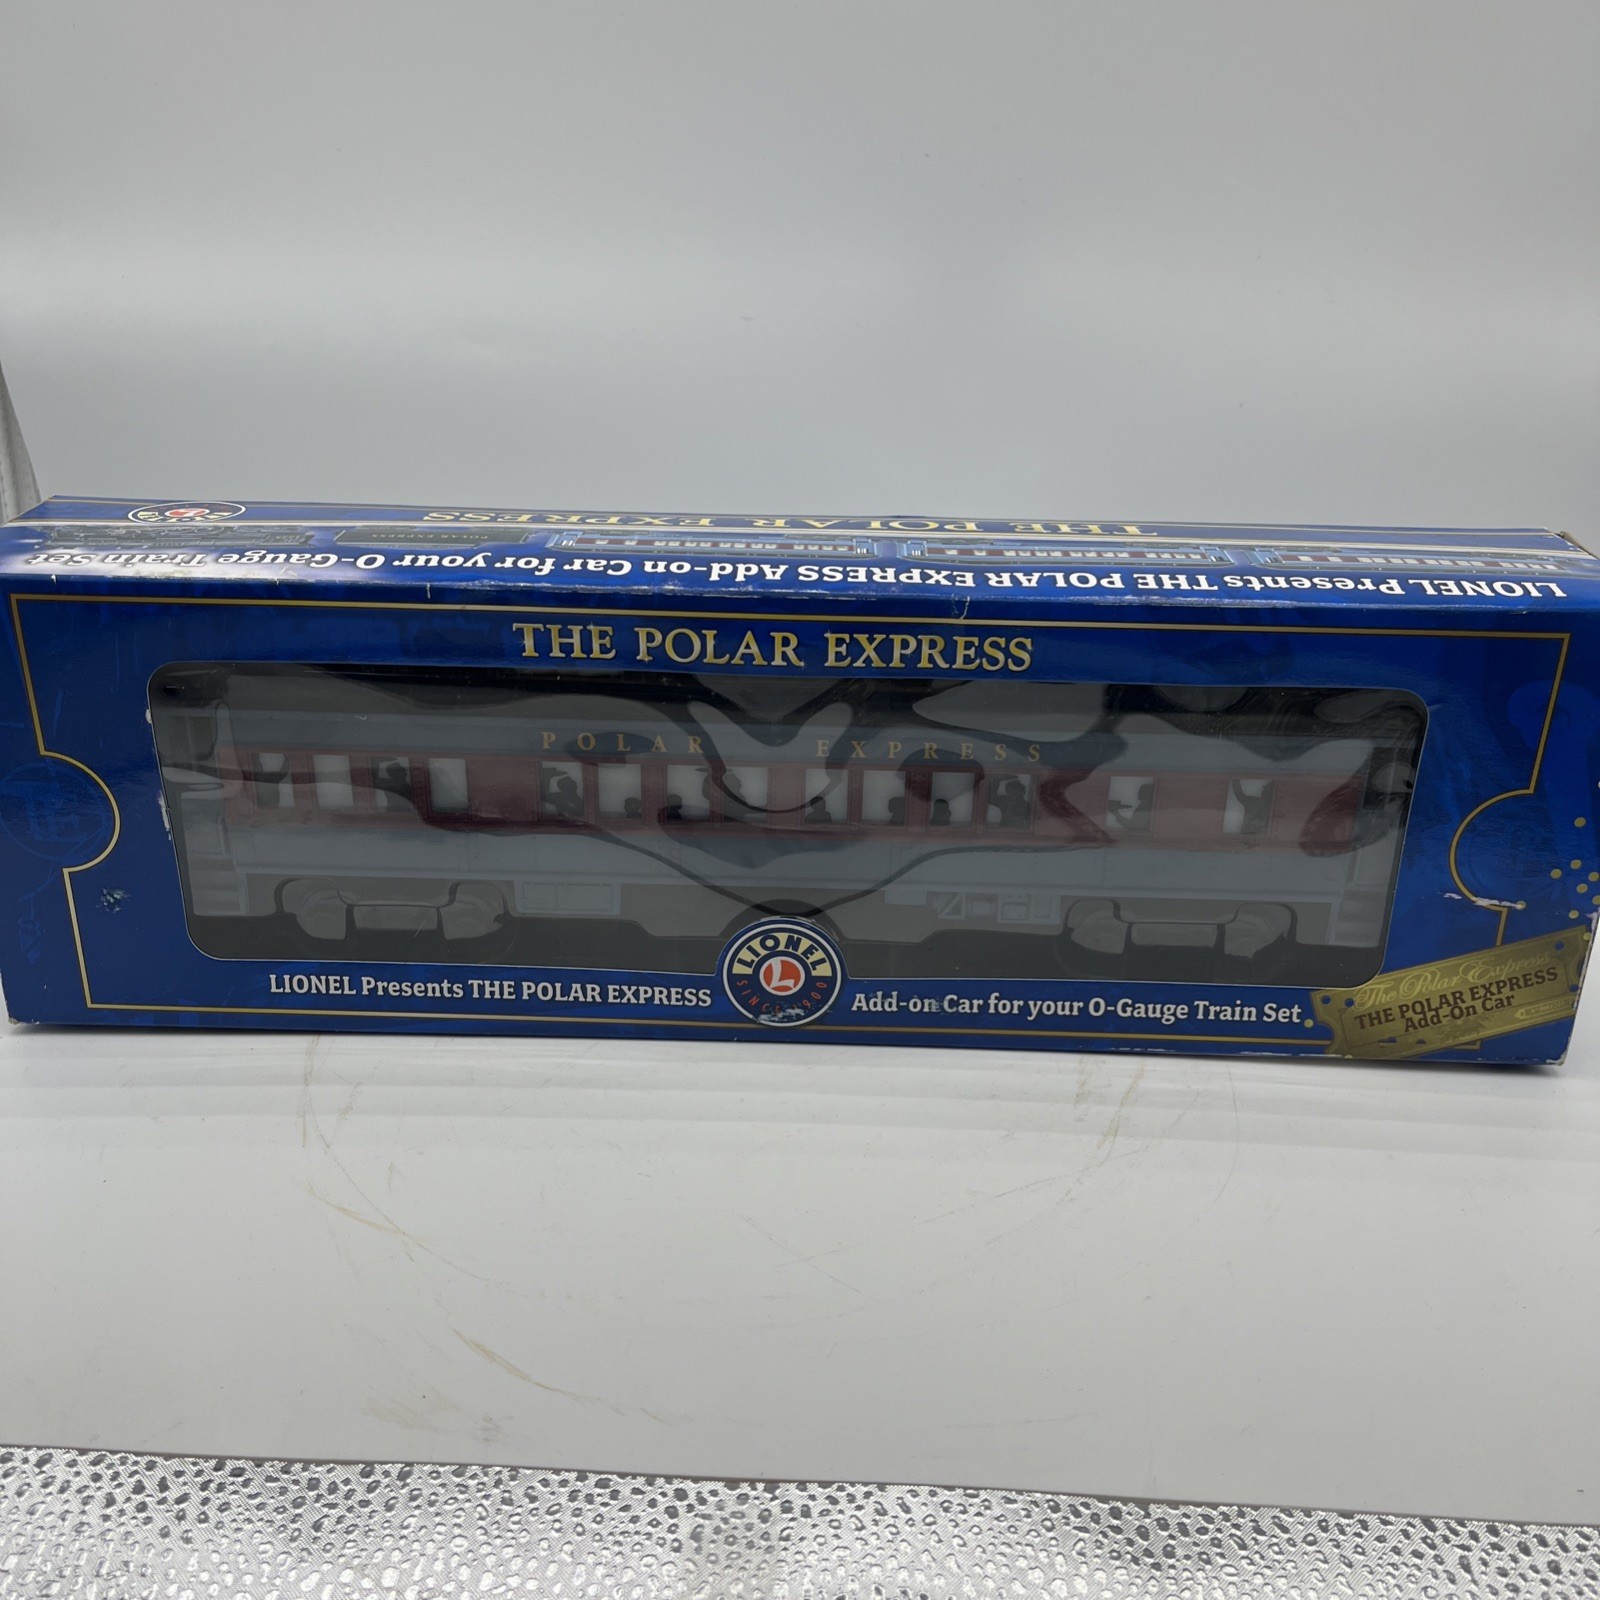 THE POLAR EXPRESS
LIONEL Presents THE POLAR EXPRESS Add-on Car for your O-Gauge Train Set
THE POLAR EXPRESS
POLAR EXPRESS
LIONEL
L
SINCE 1900
LIONEL Presents THE POLAR EXPRESS
Add-on Car for your O-Gauge Train Set
The Polar Express
THE POLAR EXPRESS
Add-On Car